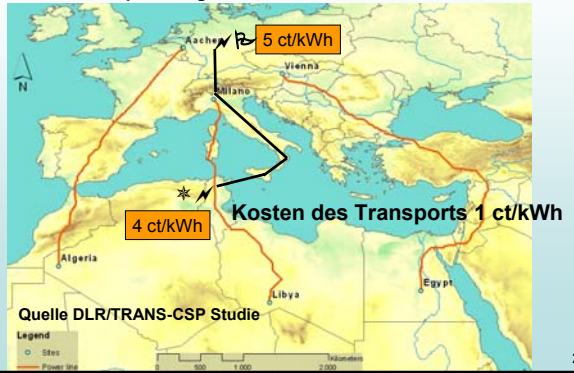 Aachen
5 ct/kWh
Vienna
N
Milano
4 ct/kWh
Kosten des Transports 1 ct/kWh
Algeria
Egypt
Libya
Quelle DLR/TRANS-CSP Studie
Legend
Sites
Power line
0 500 1.000 2.000
Kilometers
2